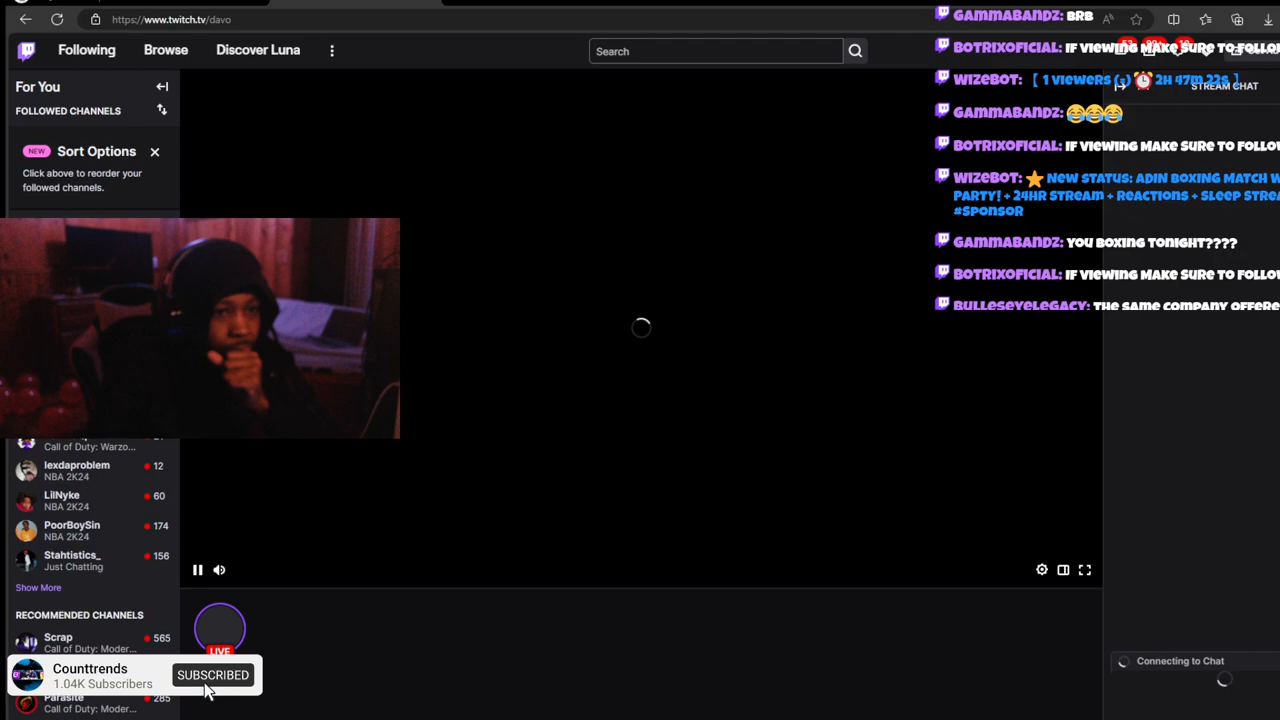 https://www.twitch.tv/davo
Following
Browse
Discover Luna
Search
For You
FOLLOWED CHANNELS
NEW Sort Options
Click above to reorder your
followed channels.
Call of Duty: Warzo...
lexdaproblem 12
NBA 2K24
LilNyke 60
NBA 2K24
PoorBoySin 174
NBA 2K24
Stahtistics_ 156
Just Chatting
Show More
RECOMMENDED CHANNELS
Scrap 565
Call of Duty: Moder...
Parasite 285
Call of Duty: Moder...
Counttrends
1.04K Subscribers
SUBSCRIBED
LIVE
GAMMABANDZ: BRB
BOTRIXOFICIAL: IF VIEWING MAKE SURE TO FOLLO
WIZEBOT: [ 1 VIEWERS (-) ⏰ 2H 47M 22S ]
STREAM CHAT
GAMMABANDZ: 😂😂😂
BOTRIXOFICIAL: IF VIEWING MAKE SURE TO FOLLO
WIZEBOT: ⭐ NEW STATUS: ADIN BOXING MATCH W
PARTY! + 24HR STREAM + REACTIONS + SLEEP STRE
#SPONSOR
GAMMABANDZ: YOU BOXING TONIGHT????
BOTRIXOFICIAL: IF VIEWING MAKE SURE TO FOLLO
BULLESEYELEGACY: THE SAME COMPANY OFFERE
Connecting to Chat